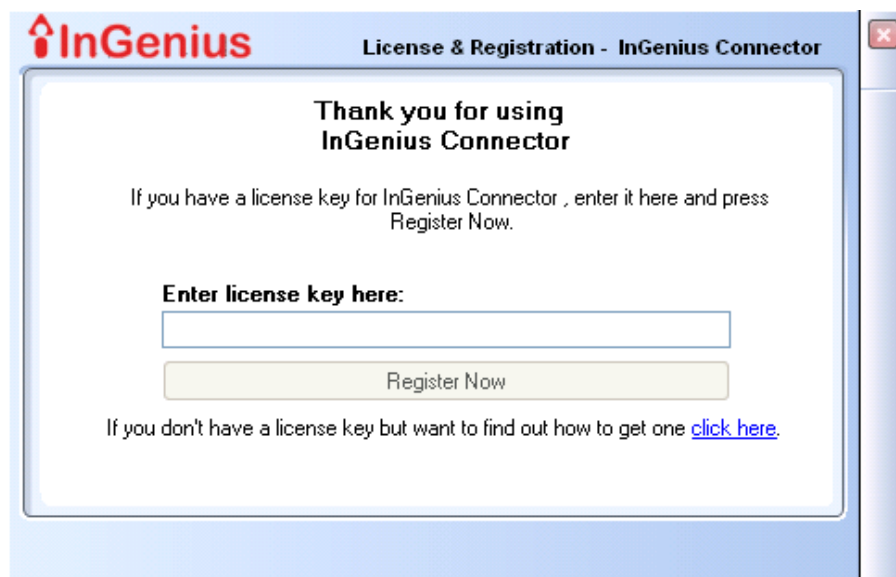 InGenius
License & Registration - InGenius Connector
Thank you for using
InGenius Connector
If you have a license key for InGenius Connector , enter it here and press
Register Now.
Enter license key here:
Register Now
If you don't have a license key but want to find out how to get one click here.